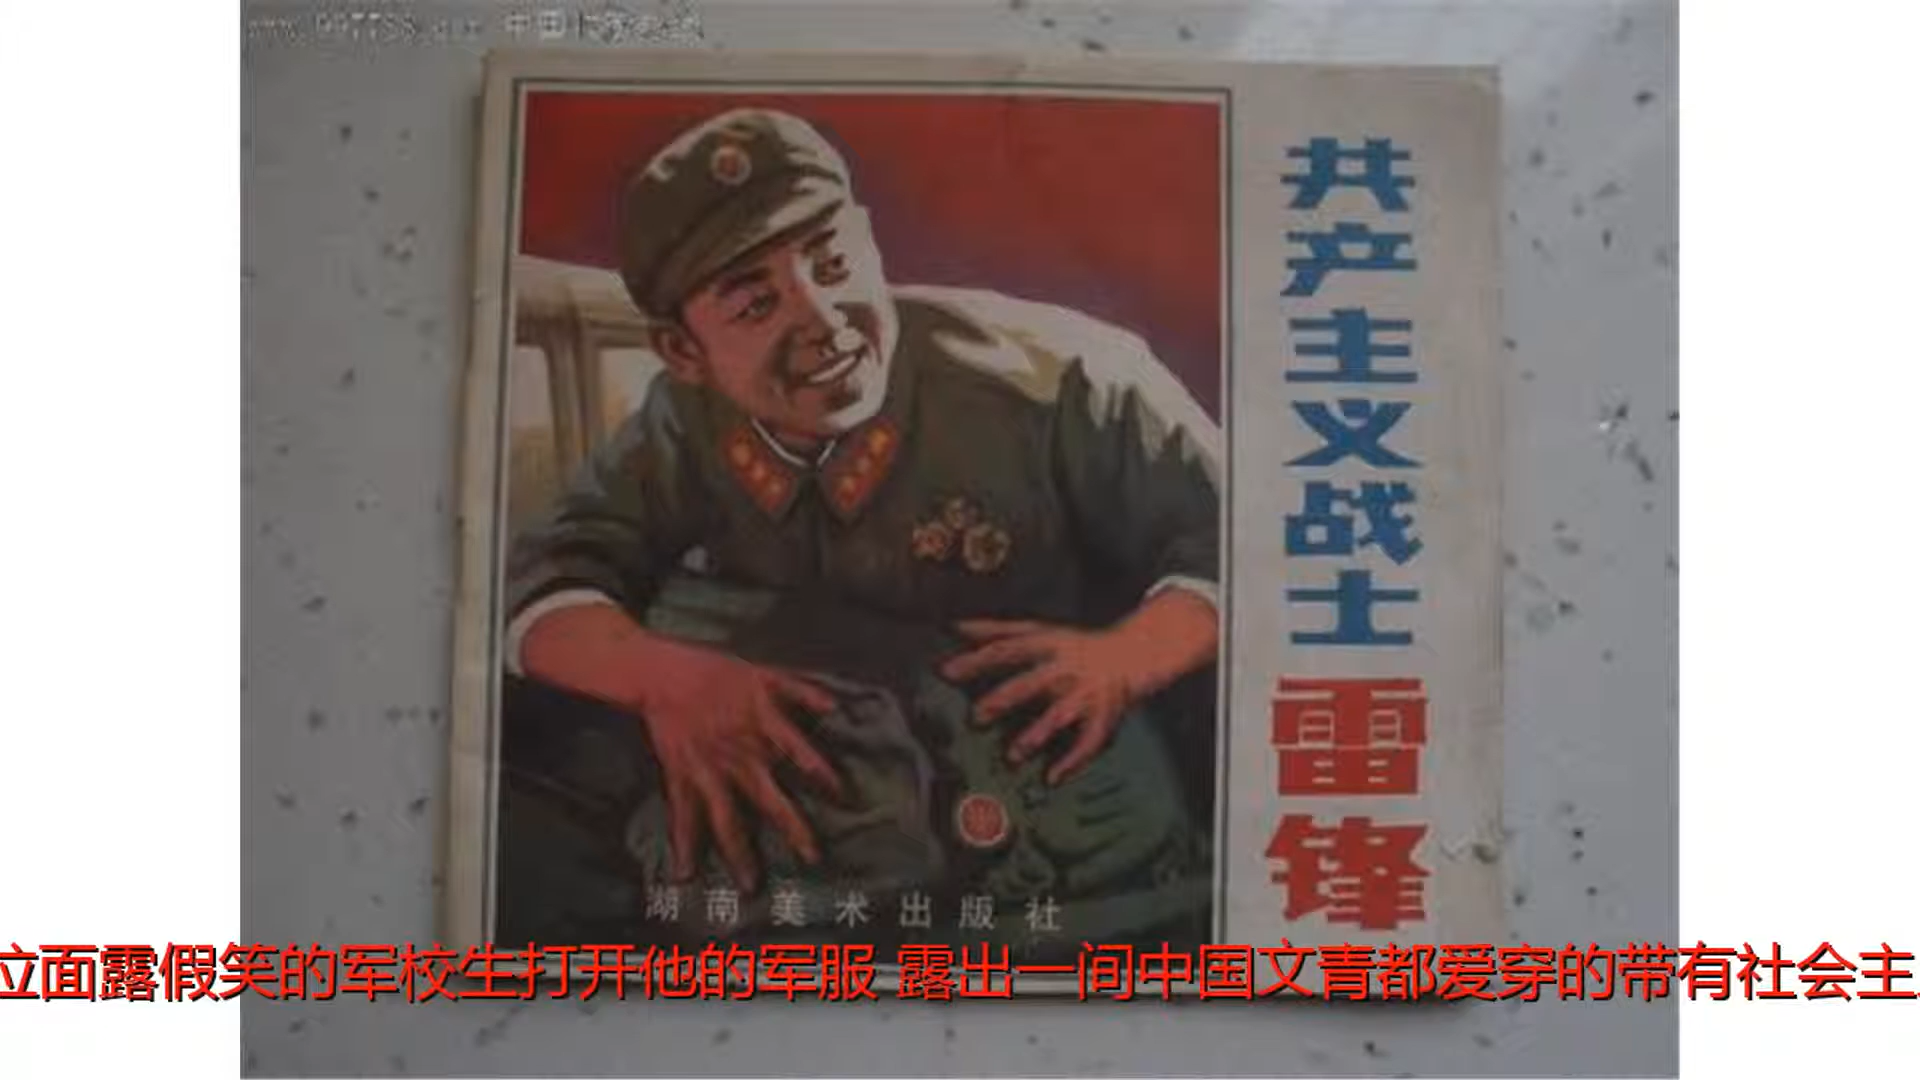 共产主义战士
雷锋
湖南美术出版社
位面露假笑的军校生打开他的军服 露出一间中国文青都爱穿的带有社会主